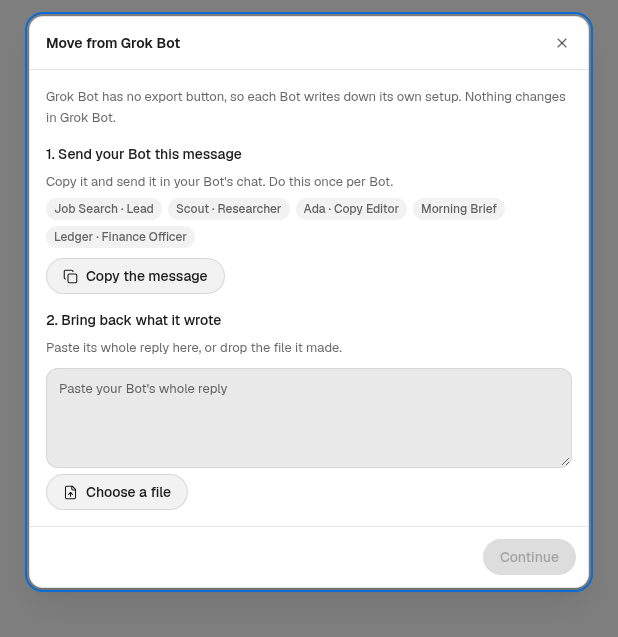 Move from Grok Bot
Grok Bot has no export button, so each Bot writes down its own setup. Nothing changes
in Grok Bot.
1. Send your Bot this message
Copy it and send it in your Bot's chat. Do this once per Bot.
Job Search · Lead
Scout · Researcher
Ada · Copy Editor
Morning Brief
Ledger · Finance Officer
Copy the message
2. Bring back what it wrote
Paste its whole reply here, or drop the file it made.
Paste your Bot's whole reply
Choose a file
Continue